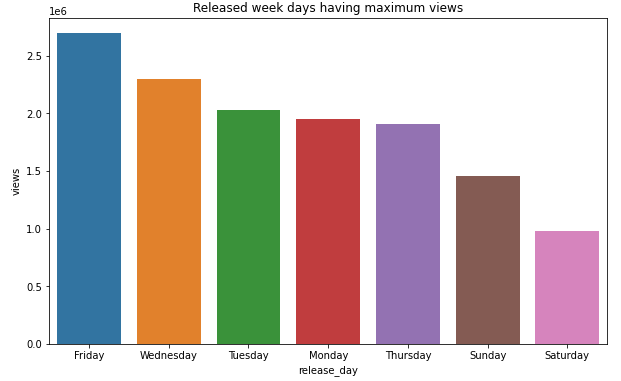 Released week days having maximum views
1e6
2.5
2.0
1.5
1.0
0.5
0.0
views
Friday Wednesday Tuesday Monday Thursday Sunday Saturday
release_day